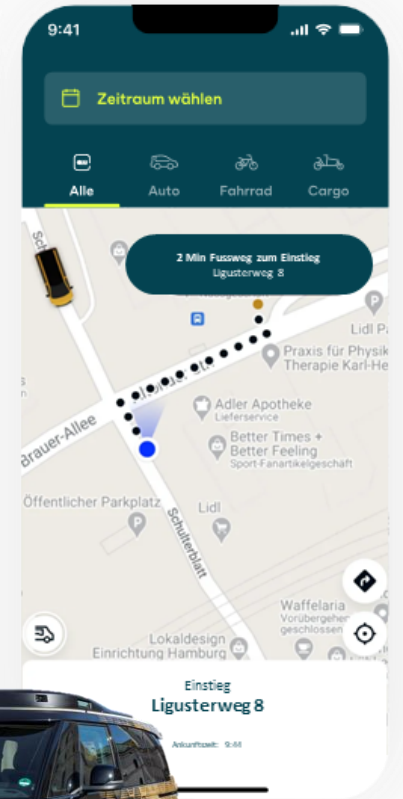 9:41
Zeitraum wählen
Alle
Auto
Fahrrad
Cargo
2 Min Fussweg zum Einstieg
Ligusterweg 8
P
Lidl
Praxis für Physik
Therapie Karl-He
Adler Apotheke
Lieferservice
Brauer-Allee
Better Times +
Better Feeling
Sport-Fanartikelgeschäft
Öffentlicher Parkplatz
Lidl
P
Schulterblatt
Waffelaria
Vorübergehen
geschlossen
Lokaldesign
Einrichtung Hamburg
Einstieg
Ligusterweg 8
Ankunftszeit: 9:44